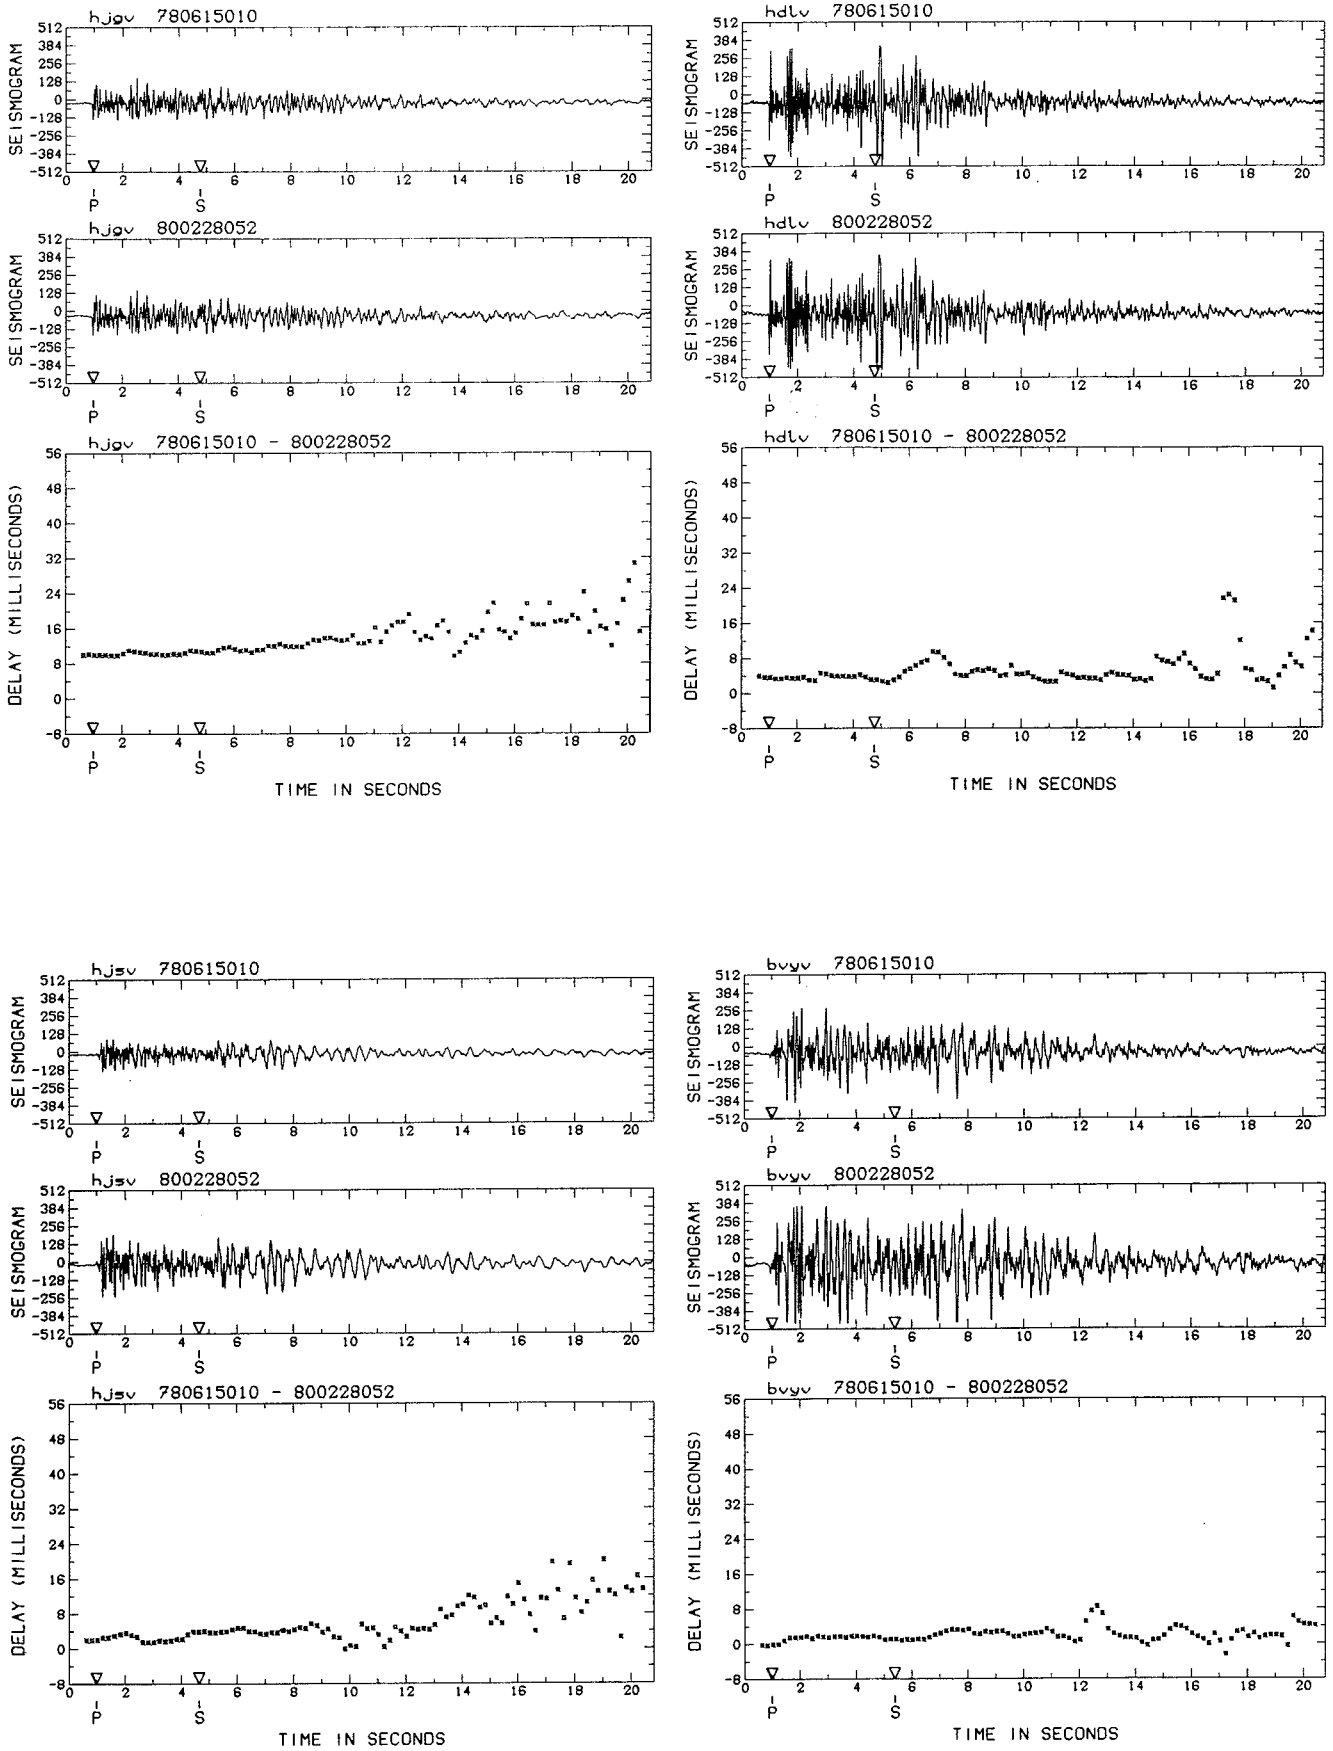 hjgv 780615010
512
384
256
128
0
-128
-256
-384
-512
SEISMOGRAM
0 2 4 6 8 10 12 14 16 18 20
P S
hjgv 800228052
512
384
256
128
0
-128
-256
-384
-512
SEISMOGRAM
0 2 4 6 8 10 12 14 16 18 20
P S
hjgv 780615010 - 800228052
56
48
40
32
24
16
8
0
-8
DELAY (MILLISECONDS)
0 2 4 6 8 10 12 14 16 18 20
P S
TIME IN SECONDS
hdlv 780615010
512
384
256
128
0
-128
-256
-384
-512
SEISMOGRAM
0 2 4 6 8 10 12 14 16 18 20
P S
hdlv 800228052
512
384
256
128
0
-128
-256
-384
-512
SEISMOGRAM
0 2 4 6 8 10 12 14 16 18 20
P S
hdlv 780615010 - 800228052
56
48
40
32
24
16
8
0
-8
DELAY (MILLISECONDS)
0 2 4 6 8 10 12 14 16 18 20
P S
TIME IN SECONDS
hjsv 780615010
512
384
256
128
0
-128
-256
-384
-512
SEISMOGRAM
0 2 4 6 8 10 12 14 16 18 20
P S
hjsv 800228052
512
384
256
128
0
-128
-256
-384
-512
SEISMOGRAM
0 2 4 6 8 10 12 14 16 18 20
P S
hjsv 780615010 - 800228052
56
48
40
32
24
16
8
0
-8
DELAY (MILLISECONDS)
0 2 4 6 8 10 12 14 16 18 20
P S
TIME IN SECONDS
bvyv 780615010
512
384
256
128
0
-128
-256
-384
-512
SEISMOGRAM
0 2 4 6 8 10 12 14 16 18 20
P S
bvyv 800228052
512
384
256
128
0
-128
-256
-384
-512
SEISMOGRAM
0 2 4 6 8 10 12 14 16 18 20
P S
bvyv 780615010 - 800228052
56
48
40
32
24
16
8
0
-8
DELAY (MILLISECONDS)
0 2 4 6 8 10 12 14 16 18 20
P S
TIME IN SECONDS